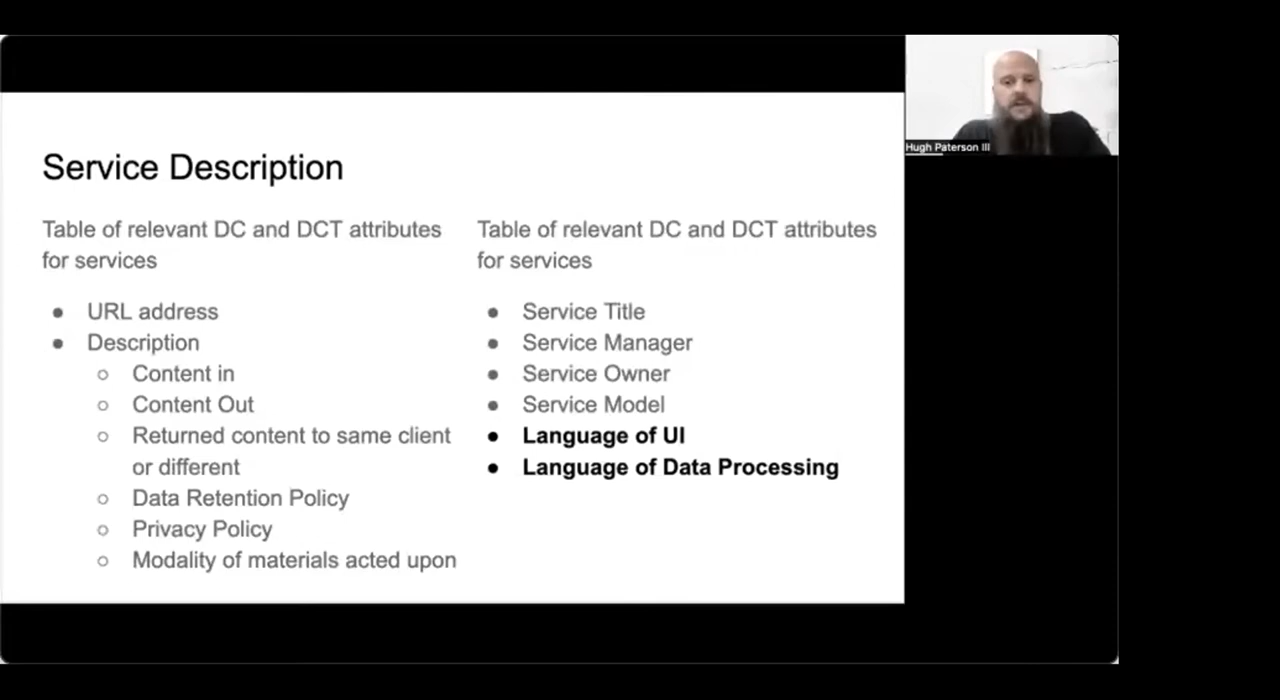 Service Description
Table of relevant DC and DCT attributes
for services
● URL address
● Description
○ Content in
○ Content Out
○ Returned content to same client
or different
○ Data Retention Policy
○ Privacy Policy
○ Modality of materials acted upon
Table of relevant DC and DCT attributes
for services
● Service Title
● Service Manager
● Service Owner
● Service Model
● Language of UI
● Language of Data Processing
Hugh Paterson III